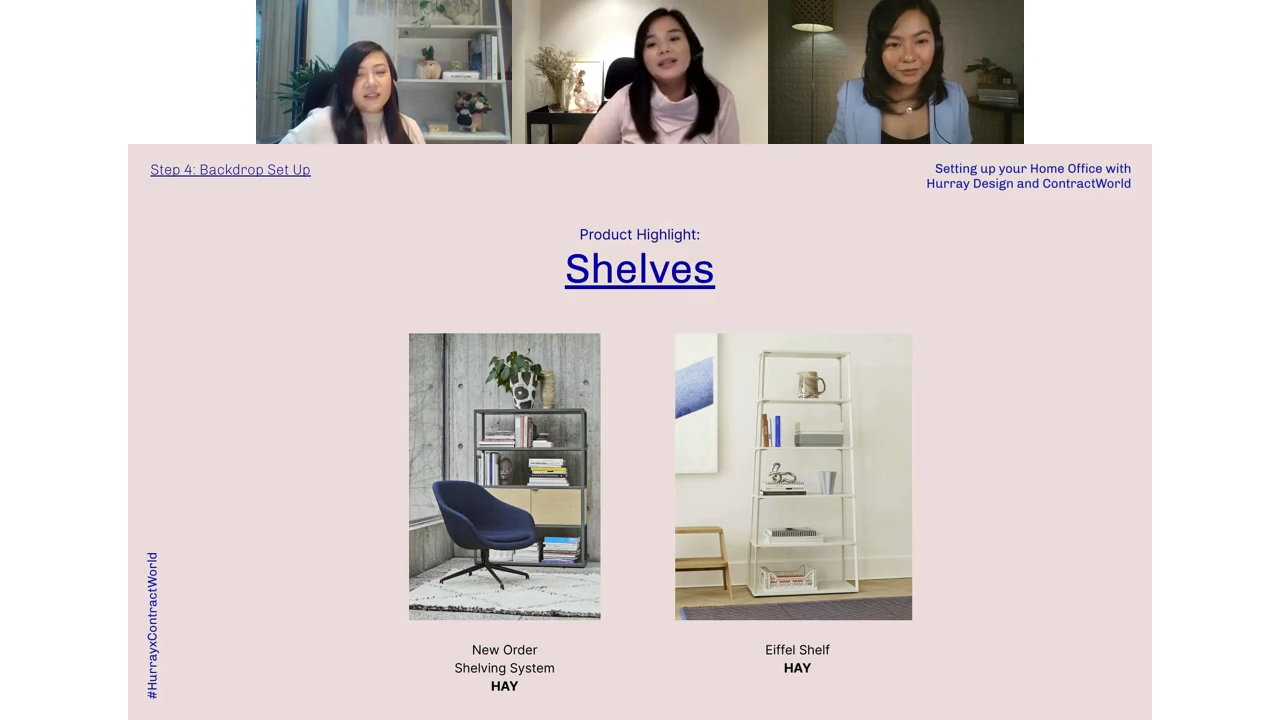 Step 4: Backdrop Set Up
Setting up your Home Office with
Hurray Design and ContractWorld
Product Highlight:
Shelves
New Order
Shelving System
HAY
Eiffel Shelf
HAY
#HurrayxContractWorld